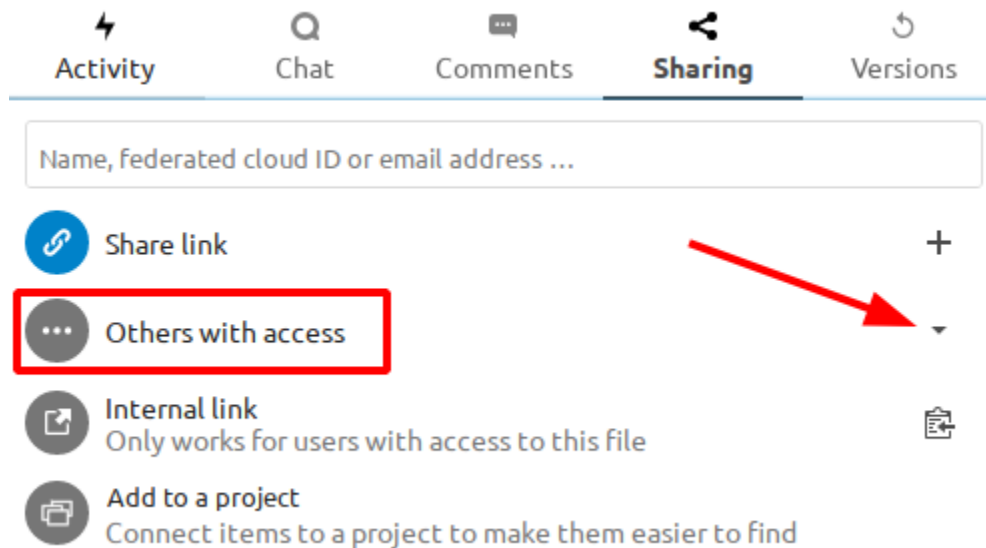 Activity
Chat
Comments
Sharing
Versions
Name, federated cloud ID or email address ...
Share link
Others with access
Internal link
Only works for users with access to this file
Add to a project
Connect items to a project to make them easier to find